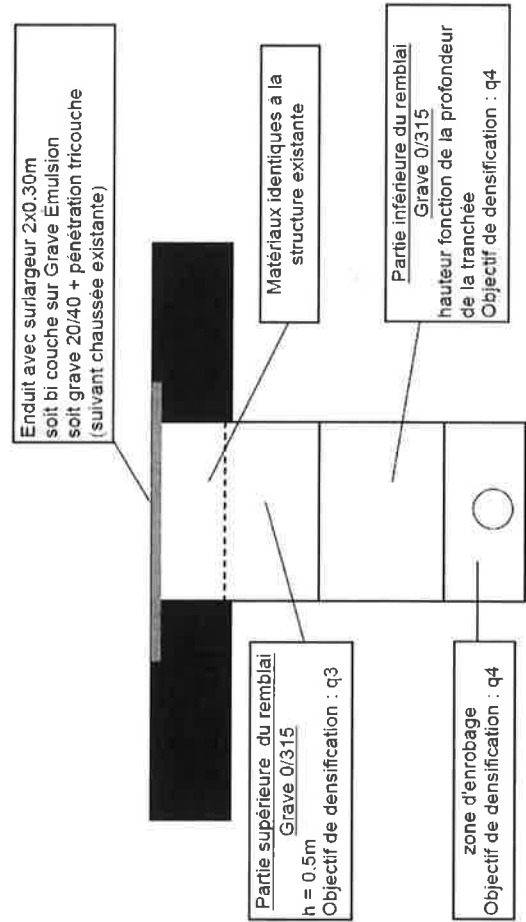 Enduit avec surlargeur 2x0.30m
soit bi couche sur Grave Emulsion
soit grave 20/40 + pénétration tricouche
(suivant chaussée existante)
Matériaux identiques à la
structure existante
Partie supérieure du remblai
Grave 0/315
h = 0.5m
Objectif de densification : q3
Partie inférieure du remblai
Grave 0/315
hauteur fonction de la profondeur
de la tranchée
Objectif de densification : q4
zone d'enrobage
Objectif de densification : q4